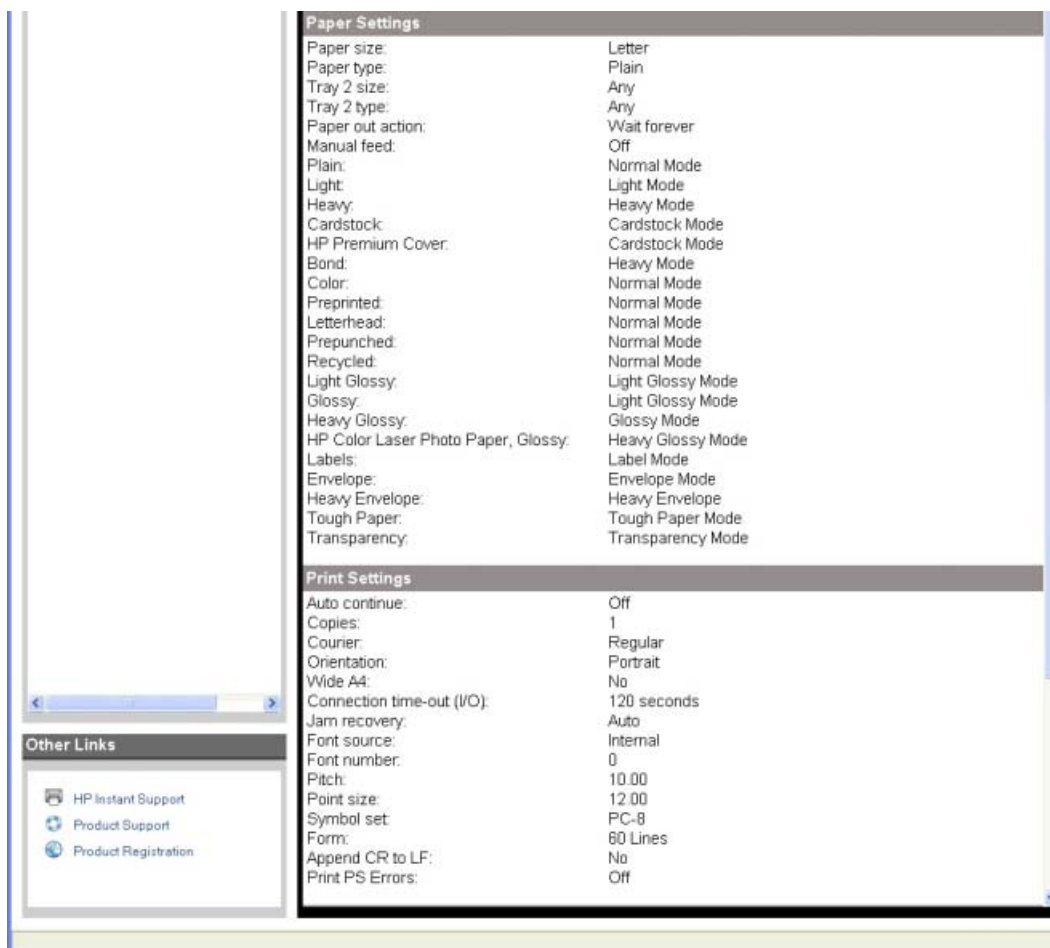 Paper Settings
Paper size: Letter
Paper type: Plain
Tray 2 size: Any
Tray 2 type: Any
Paper out action: Wait forever
Manual feed: Off
Plain: Normal Mode
Light: Light Mode
Heavy: Heavy Mode
Cardstock: Cardstock Mode
HP Premium Cover: Cardstock Mode
Bond: Heavy Mode
Color: Normal Mode
Preprinted: Normal Mode
Letterhead: Normal Mode
Prepunched: Normal Mode
Recycled: Normal Mode
Light Glossy: Light Glossy Mode
Glossy: Light Glossy Mode
Heavy Glossy: Glossy Mode
HP Color Laser Photo Paper, Glossy: Heavy Glossy Mode
Labels: Label Mode
Envelope: Envelope Mode
Heavy Envelope: Heavy Envelope
Tough Paper: Tough Paper Mode
Transparency: Transparency Mode
Print Settings
Auto continue: Off
Copies: 1
Courier: Regular
Orientation: Portrait
Wide A4: No
Connection time-out (I/O): 120 seconds
Jam recovery: Auto
Font source: Internal
Font number: 0
Pitch: 10.00
Point size: 12.00
Symbol set: PC-8
Form: 60 Lines
Append CR to LF: No
Print PS Errors: Off
Other Links
HP Instant Support
Product Support
Product Registration